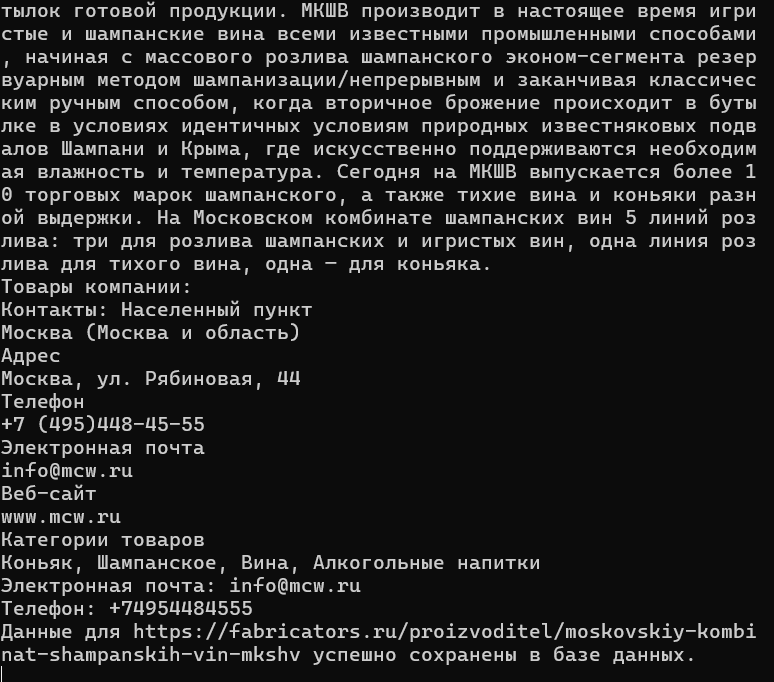 тылок готовой продукции. МКШВ производит в настоящее время игри
стые и шампанские вина всеми известными промышленными способами
, начиная с массового розлива шампанского эконом-сегмента резер
вуарным методом шампанизации/непрерывным и заканчивая классичес
ким ручным способом, когда вторичное брожение происходит в буты
лке в условиях идентичных условиям природных известняковых подв
алов Шампани и Крыма, где искусственно поддерживаются необходим
ая влажность и температура. Сегодня на МКШВ выпускается более 1
0 торговых марок шампанского, а также тихие вина и коньяки разн
ой выдержки. На Московском комбинате шампанских вин 5 линий роз
лива: три для розлива шампанских и игристых вин, одна линия роз
лива для тихого вина, одна – для коньяка.
Товары компании:
Контакты: Населенный пункт
Москва (Москва и область)
Адрес
Москва, ул. Рябиновая, 44
Телефон
+7 (495)448-45-55
Электронная почта
info@mcw.ru
Веб-сайт
www.mcw.ru
Категории товаров
Коньяк, Шампанское, Вина, Алкогольные напитки
Электронная почта: info@mcw.ru
Телефон: +74954484555
Данные для https://fabricators.ru/proizvoditel/moskovskiy-kombi
nat-shampanskih-vin-mkshv успешно сохранены в базе данных.